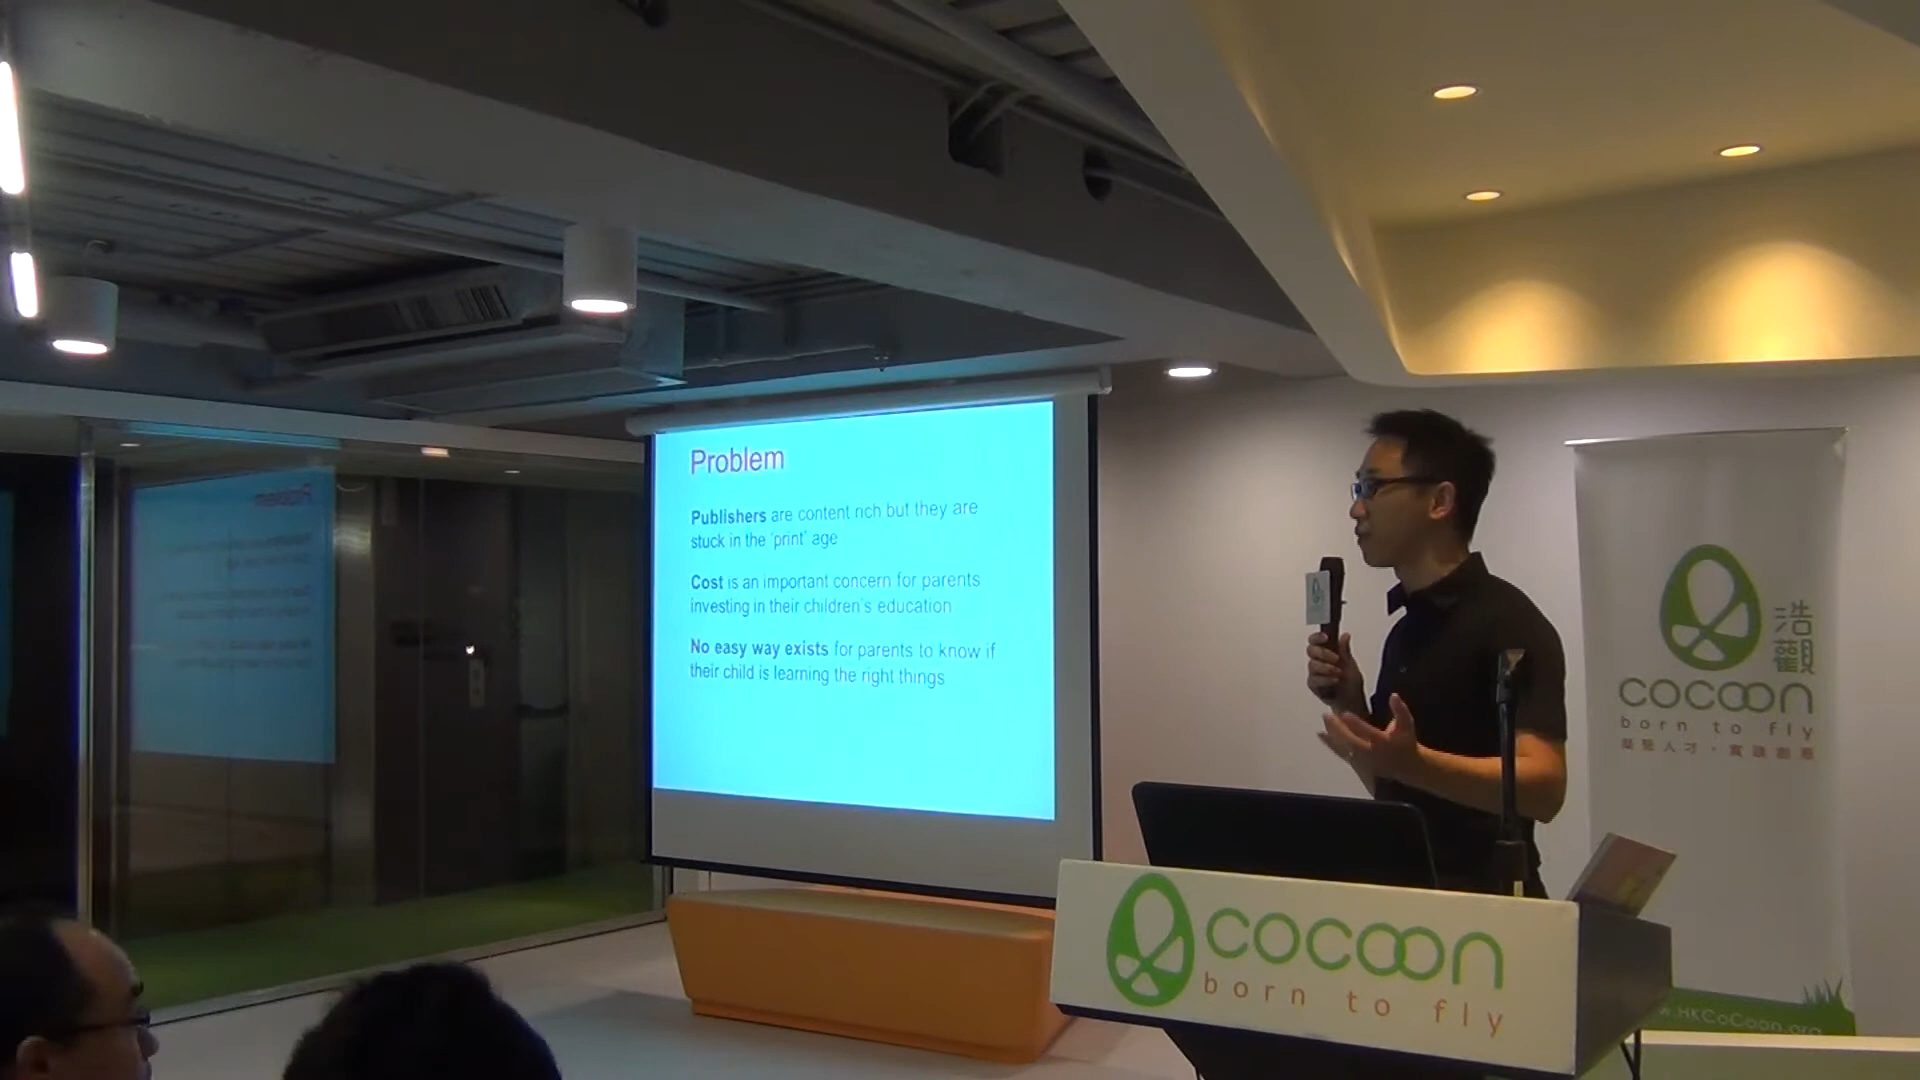 Problem
Publishers are content rich but they are
stuck in the 'print' age
Cost is an important concern for parents
investing in their children's education
No easy way exists for parents to know if
their child is learning the right things
浩觀
cocoon
born to fly
cocoon
born to fly
.HKCoCoon.org